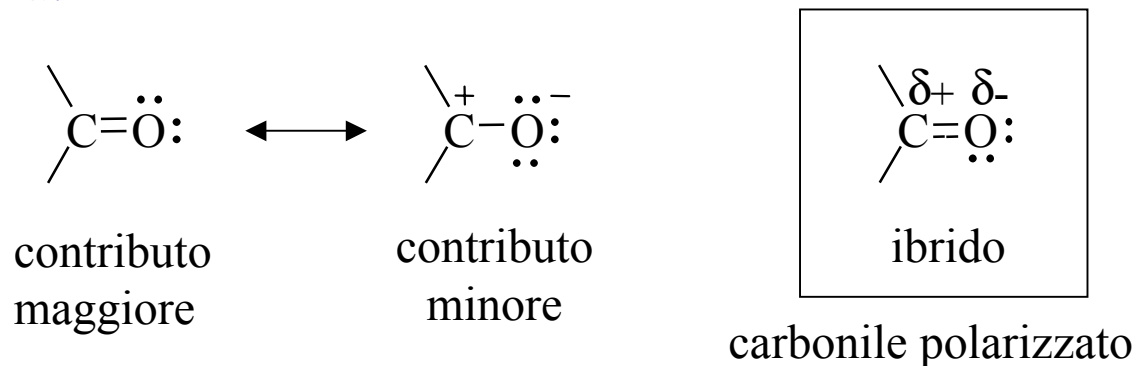 δ+ δ-
C=O: ⟷ C⁺–O:⁻ C=O:
contributo maggiore
contributo minore
ibrido
carbonile polarizzato